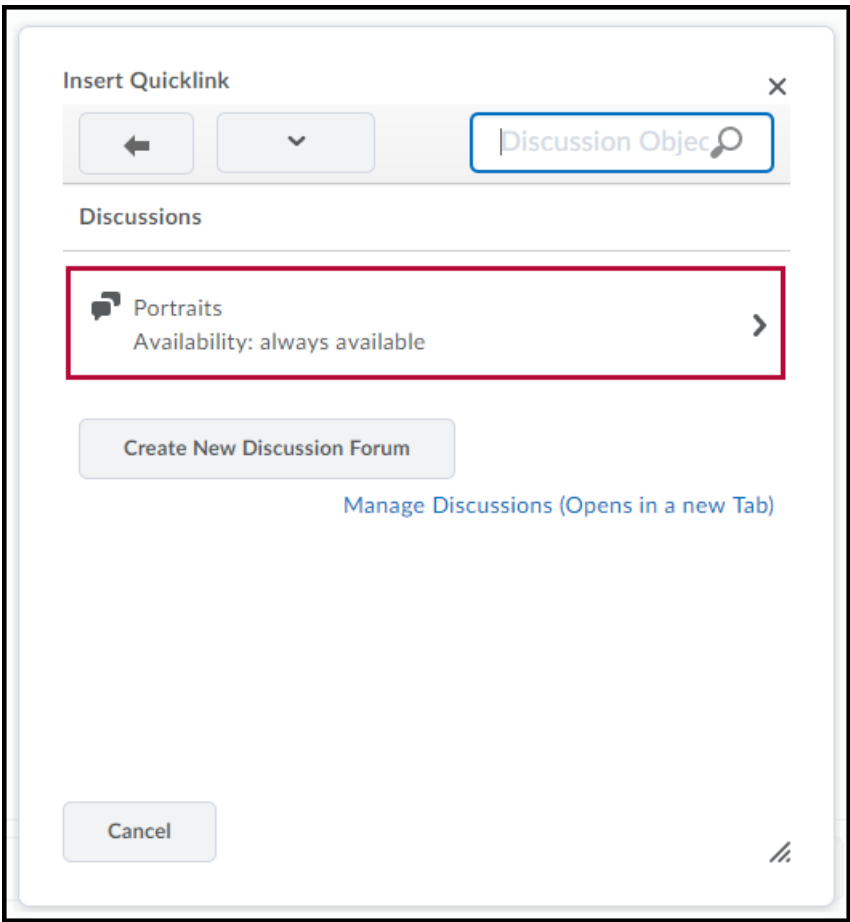 Insert Quicklink
Discussion Objec
Discussions
Portraits
Availability: always available
Create New Discussion Forum
Manage Discussions (Opens in a new Tab)
Cancel